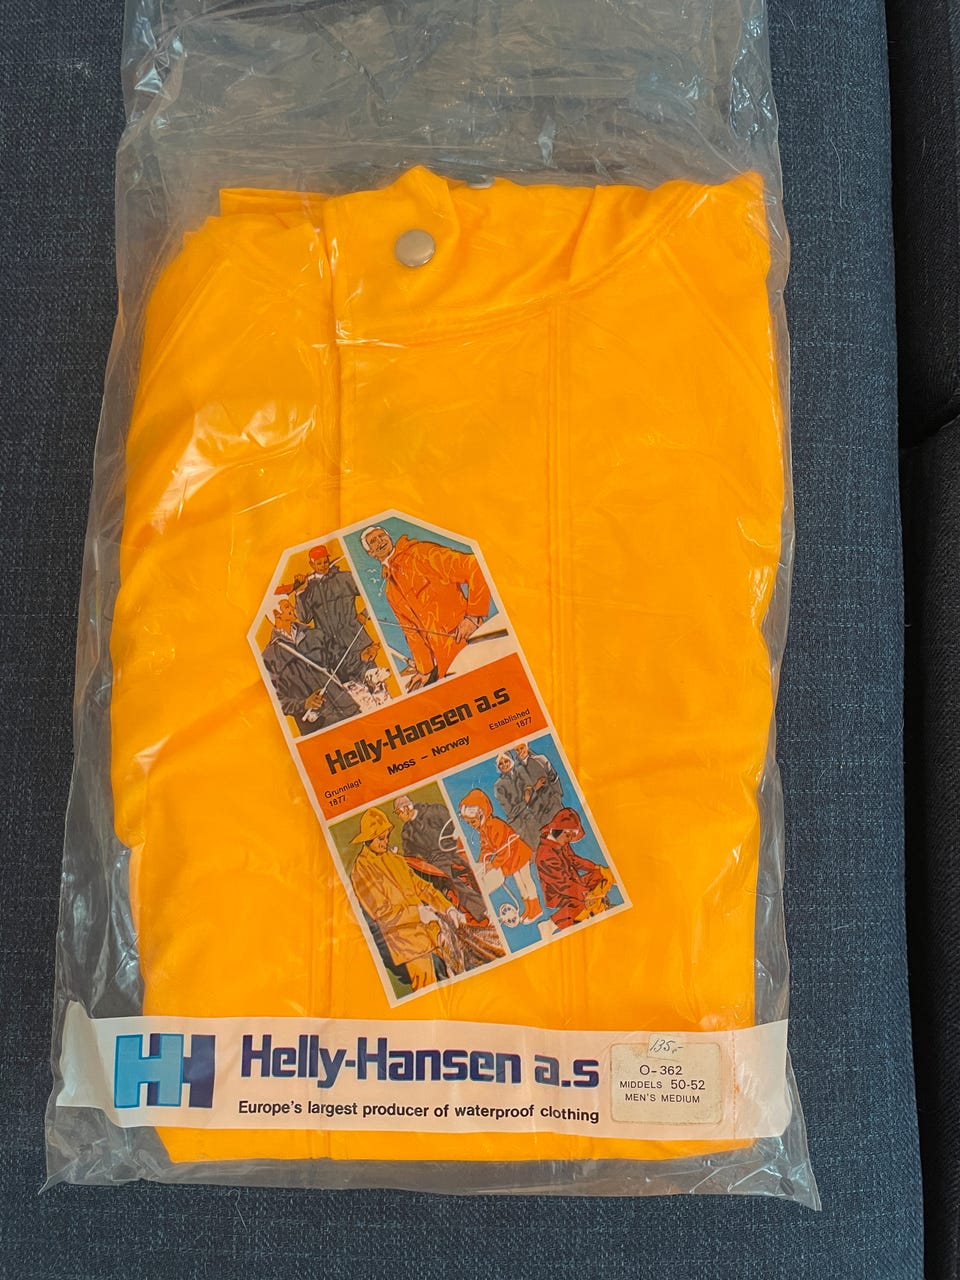 Helly-Hansen a.s
Moss – Norway
Grunnlagt
1877
Established
1877
HH
Helly-Hansen a.s
Europe's largest producer of waterproof clothing
135,-
O-362
MIDDELS 50-52
MEN'S MEDIUM